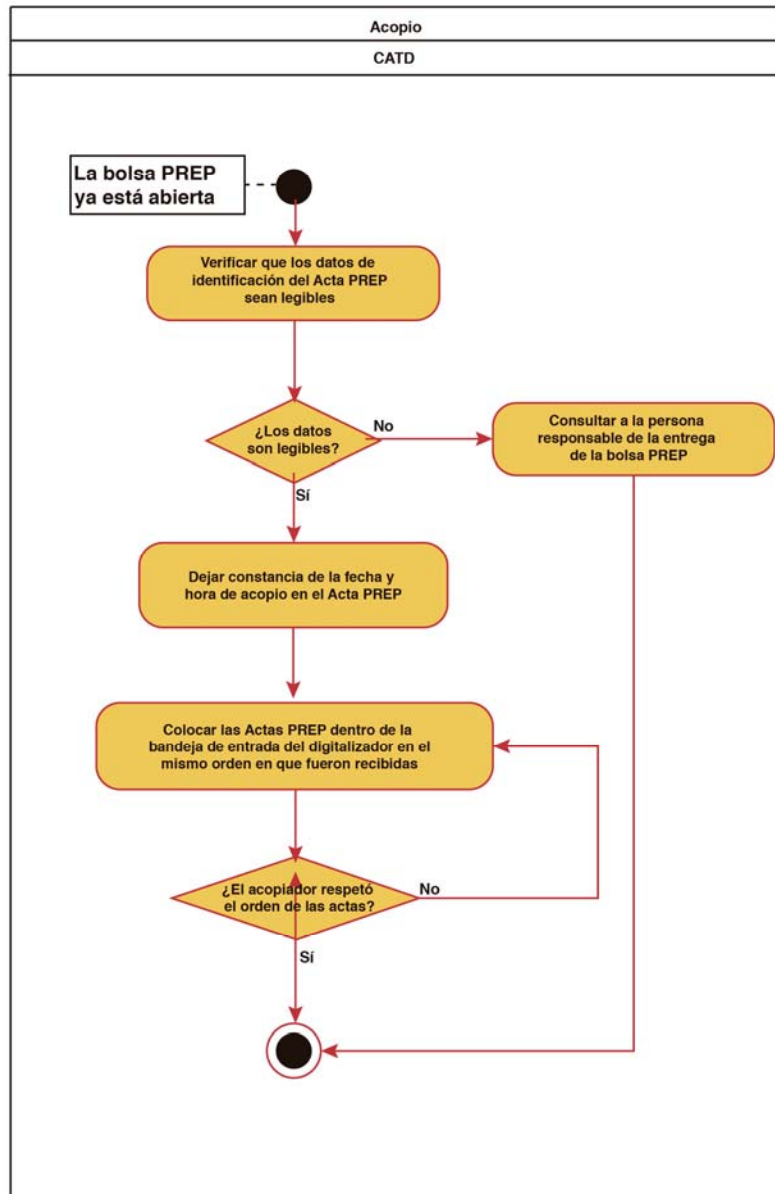 Acopio
CATD
La bolsa PREP
ya está abierta
Verificar que los datos de
identificación del Acta PREP
sean legibles
¿Los datos
son legibles?
No
Consultar a la persona
responsable de la entrega
de la bolsa PREP
Sí
Dejar constancia de la fecha y
hora de acopio en el Acta PREP
Colocar las Actas PREP dentro de la
bandeja de entrada del digitalizador en el
mismo orden en que fueron recibidas
¿El acopiador respetó
el orden de las actas?
No
Sí